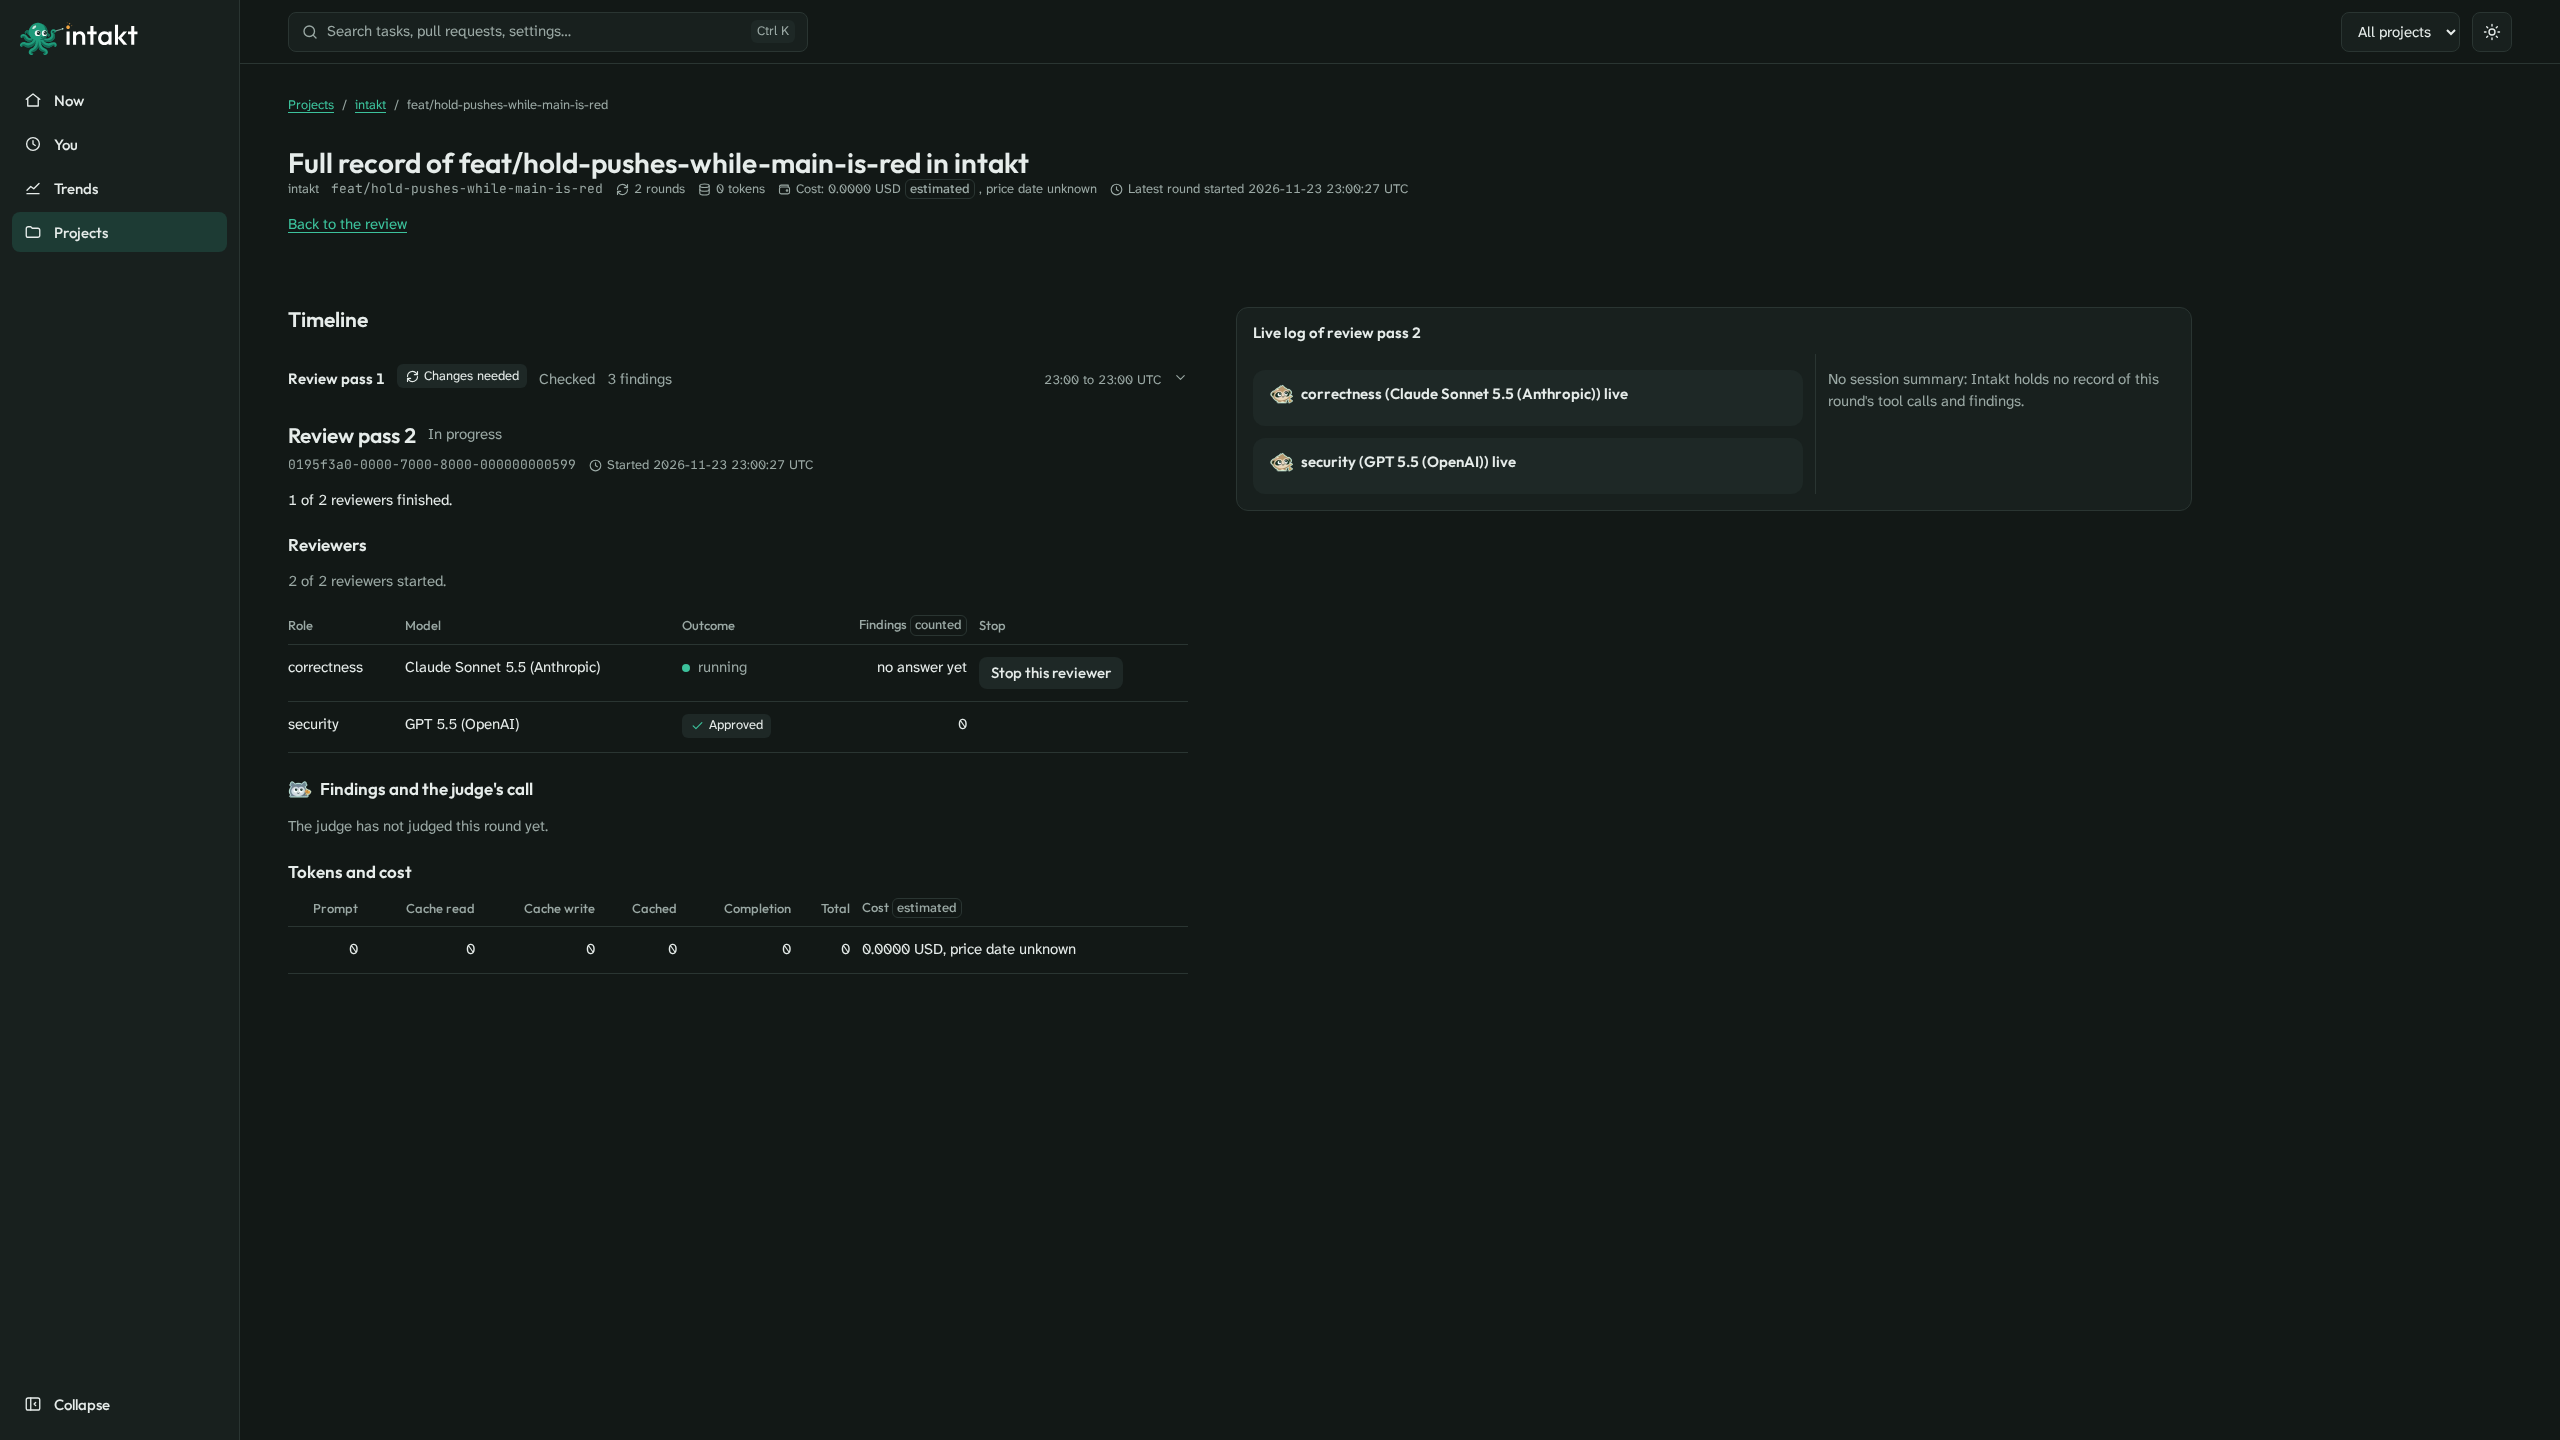 intakt
Search tasks, pull requests, settings...
Ctrl K
All projects
Now
You
Trends
Projects
Projects / intakt / feat/hold-pushes-while-main-is-red
Full record of feat/hold-pushes-while-main-is-red in intakt
intakt feat/hold-pushes-while-main-is-red 2 rounds 0 tokens Cost: 0.0000 USD estimated , price date unknown Latest round started 2026-11-23 23:00:27 UTC
Back to the review
Timeline
Review pass 1 Changes needed Checked 3 findings 23:00 to 23:00 UTC
Review pass 2 In progress
0195f3a0-0000-7000-8000-000000000599 Started 2026-11-23 23:00:27 UTC
1 of 2 reviewers finished.
Reviewers
2 of 2 reviewers started.
Role Model Outcome Findings counted Stop
correctness Claude Sonnet 5.5 (Anthropic) running no answer yet Stop this reviewer
security GPT 5.5 (OpenAI) Approved 0
Findings and the judge's call
The judge has not judged this round yet.
Tokens and cost
Prompt Cache read Cache write Cached Completion Total Cost estimated
0 0 0 0 0 0 0.0000 USD, price date unknown
Live log of review pass 2
correctness (Claude Sonnet 5.5 (Anthropic)) live
security (GPT 5.5 (OpenAI)) live
No session summary: Intakt holds no record of this
round's tool calls and findings.
Collapse